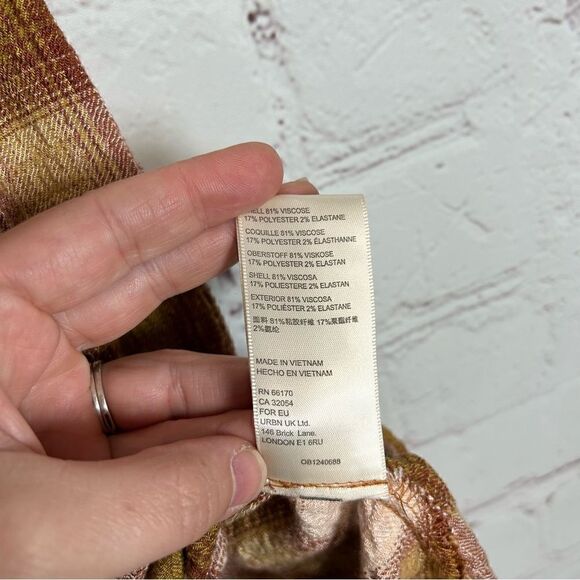 SHELL 81% VISCOSE
17% POLYESTER 2% ELASTANE
COQUILLE 81% VISCOSE
17% POLYESTER 2% ÉLASTHANNE
OBERSTOFF 81% VISKOSE
17% POLYESTER 2% ELASTAN
SHELL 81% VISCOSA
17% POLIESTERE 2% ELASTAN
EXTERIOR 81% VISCOSA
17% POLIÉSTER 2% ELASTANE
面料 81%粘胶纤维 17%聚酯纤维
2%氨纶
MADE IN VIETNAM
HECHO EN VIETNAM
RN 66170
CA 32054
FOR EU
URBN UK Ltd.
146 Brick Lane.
LONDON E1 6RU
OB1240688